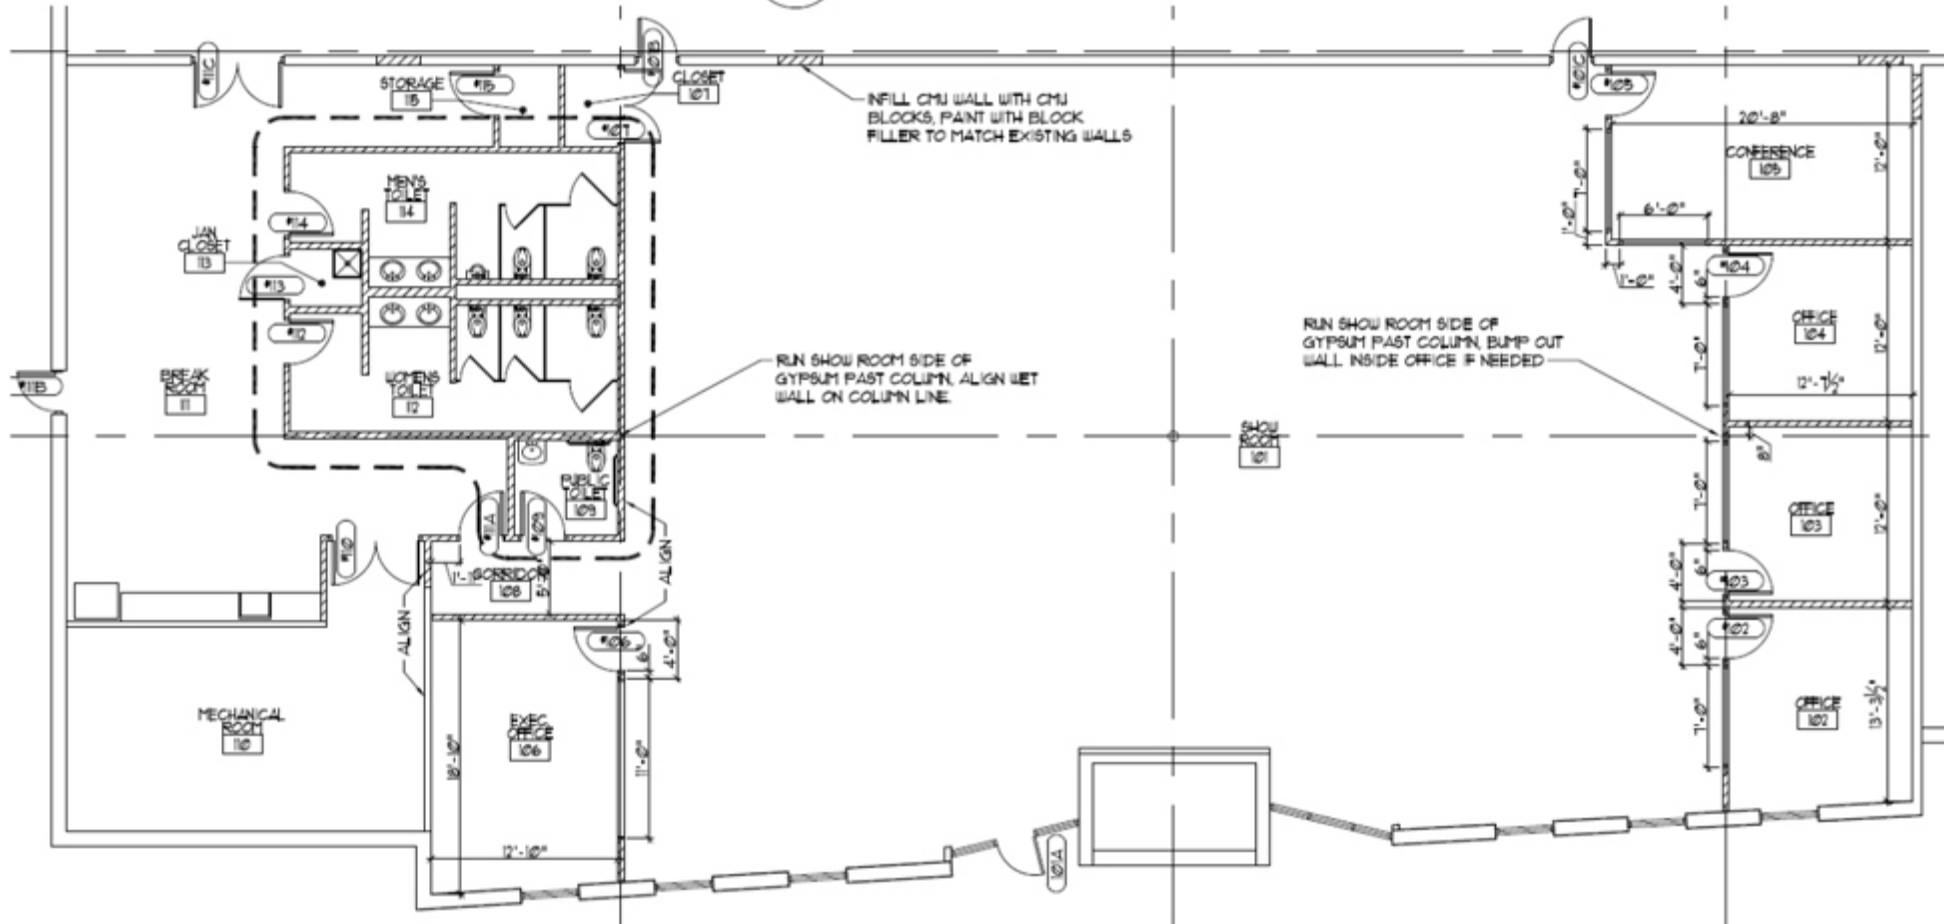 #11C
#101B
#101C
STORAGE
115
#115
CLOSET
107
#107
#105
INFILL CMU WALL WITH CMU
BLOCKS, PAINT WITH BLOCK
FILLER TO MATCH EXISTING WALLS
20'-8"
CONFERENCE
105
12'-0"
7'-0"
1'-0"
6'-0"
1'-0"
MEN'S
TOILET
114
#114
JAN
CLOSET
113
#113
#112
WOMENS
TOILET
112
BREAK
ROOM
111
#11B
RUN SHOW ROOM SIDE OF
GYPSUM PAST COLUMN, ALIGN WET
WALL ON COLUMN LINE.
RUN SHOW ROOM SIDE OF
GYPSUM PAST COLUMN, BUMP OUT
WALL INSIDE OFFICE IF NEEDED
#104
4'-0"
6"
OFFICE
104
12'-0"
7'-0"
12'-7½"
SHOW
ROOM
101
8"
PUBLIC
TOILET
109
#111A
#109
7'-0"
OFFICE
103
12'-0"
#110
ALIGN
1'-1"
CORRIDOR
108
4'-0"
6"
#103
ALIGN
#106
6"
4'-0"
4'-0"
6"
#102
MECHANICAL
ROOM
110
EXEC.
OFFICE
106
18'-10"
11'-0"
7'-0"
OFFICE
102
13'-3½"
12'-10"
101A